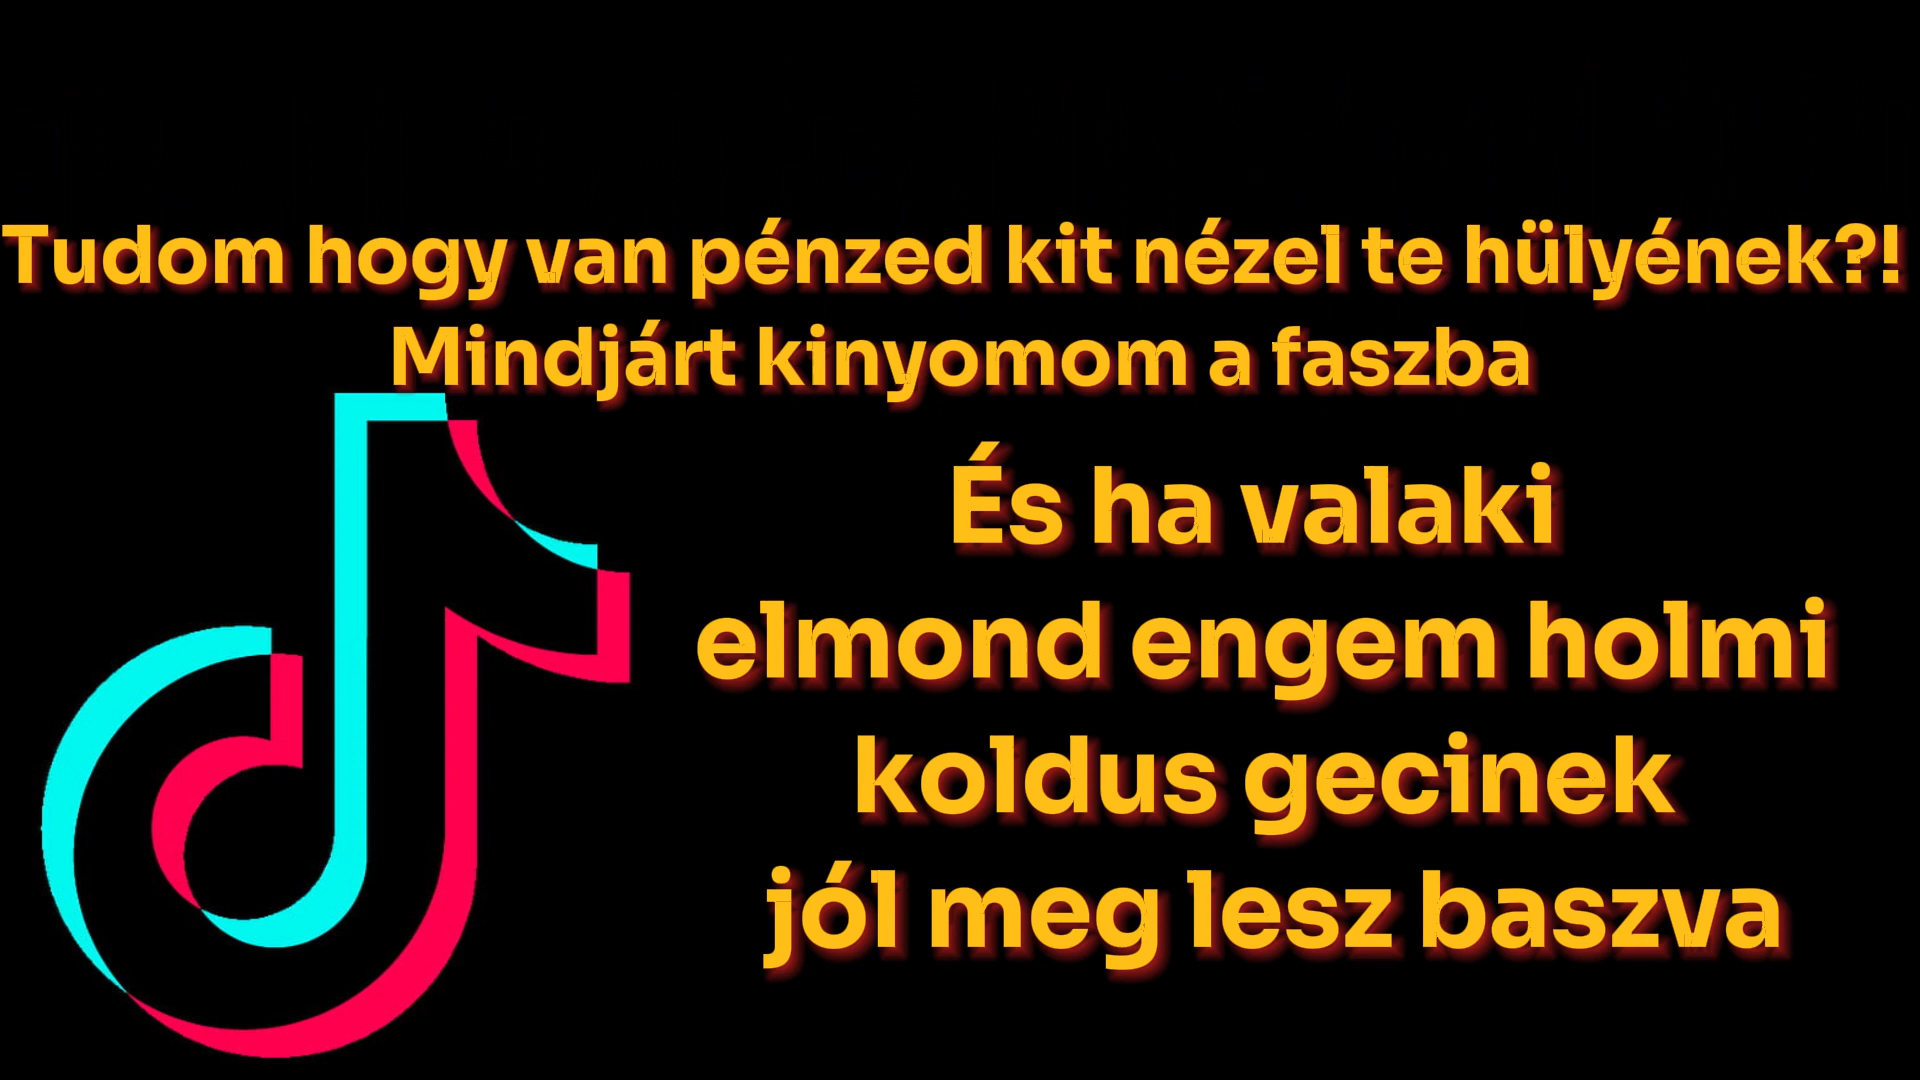 Tudom hogy van pénzed kit nézel te hülyének?!
Mindjárt kinyomom a faszba
És ha valaki
elmond engem holmi
koldus gecinek
jól meg lesz baszva